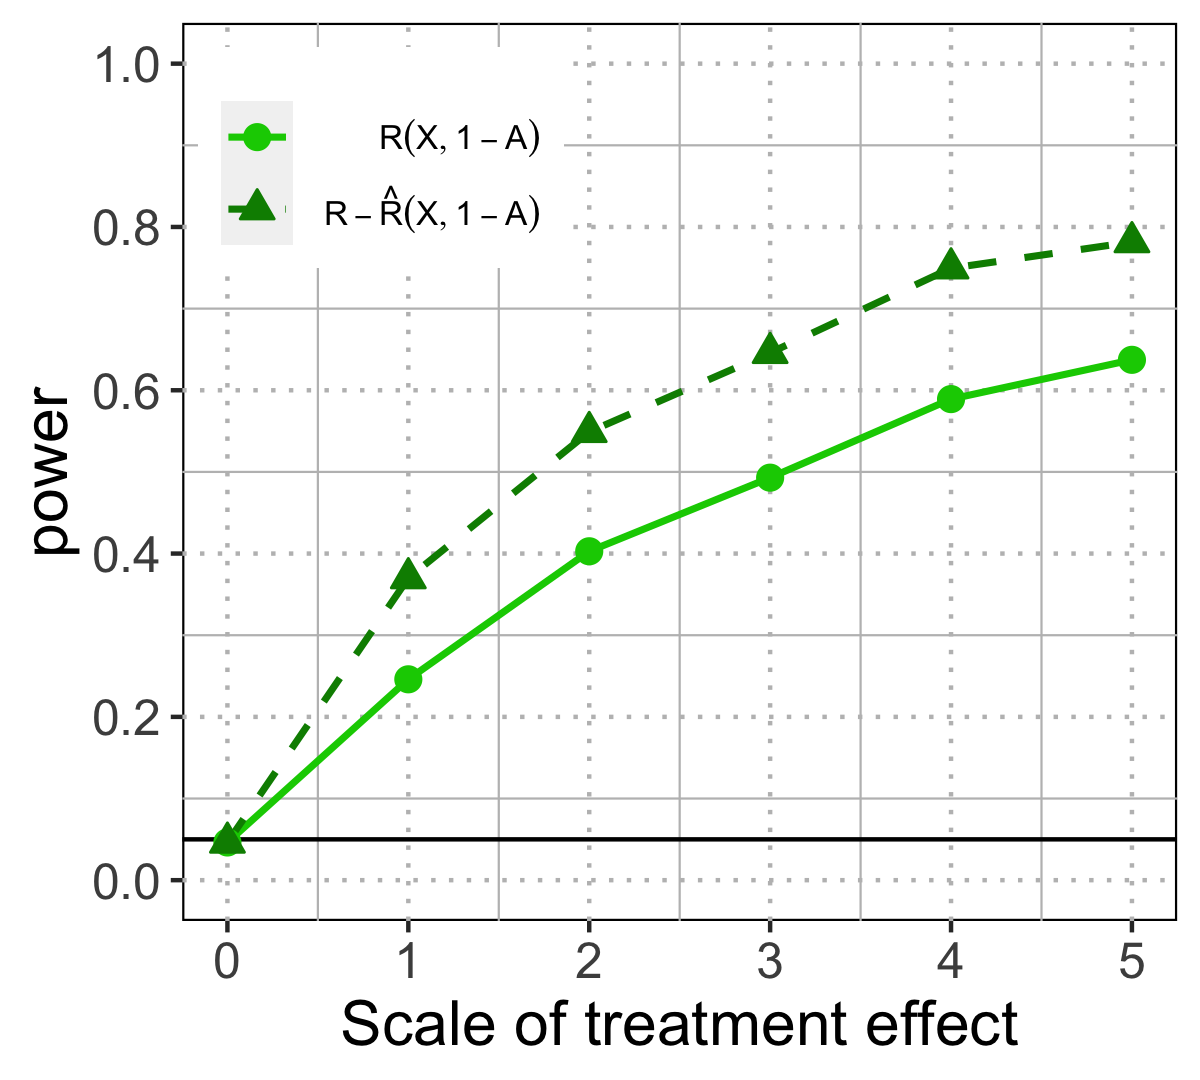 1.0
0.8
0.6
0.4
0.2
0.0
power
R(X, 1 − A)
R − R̂(X, 1 − A)
0 1 2 3 4 5
Scale of treatment effect